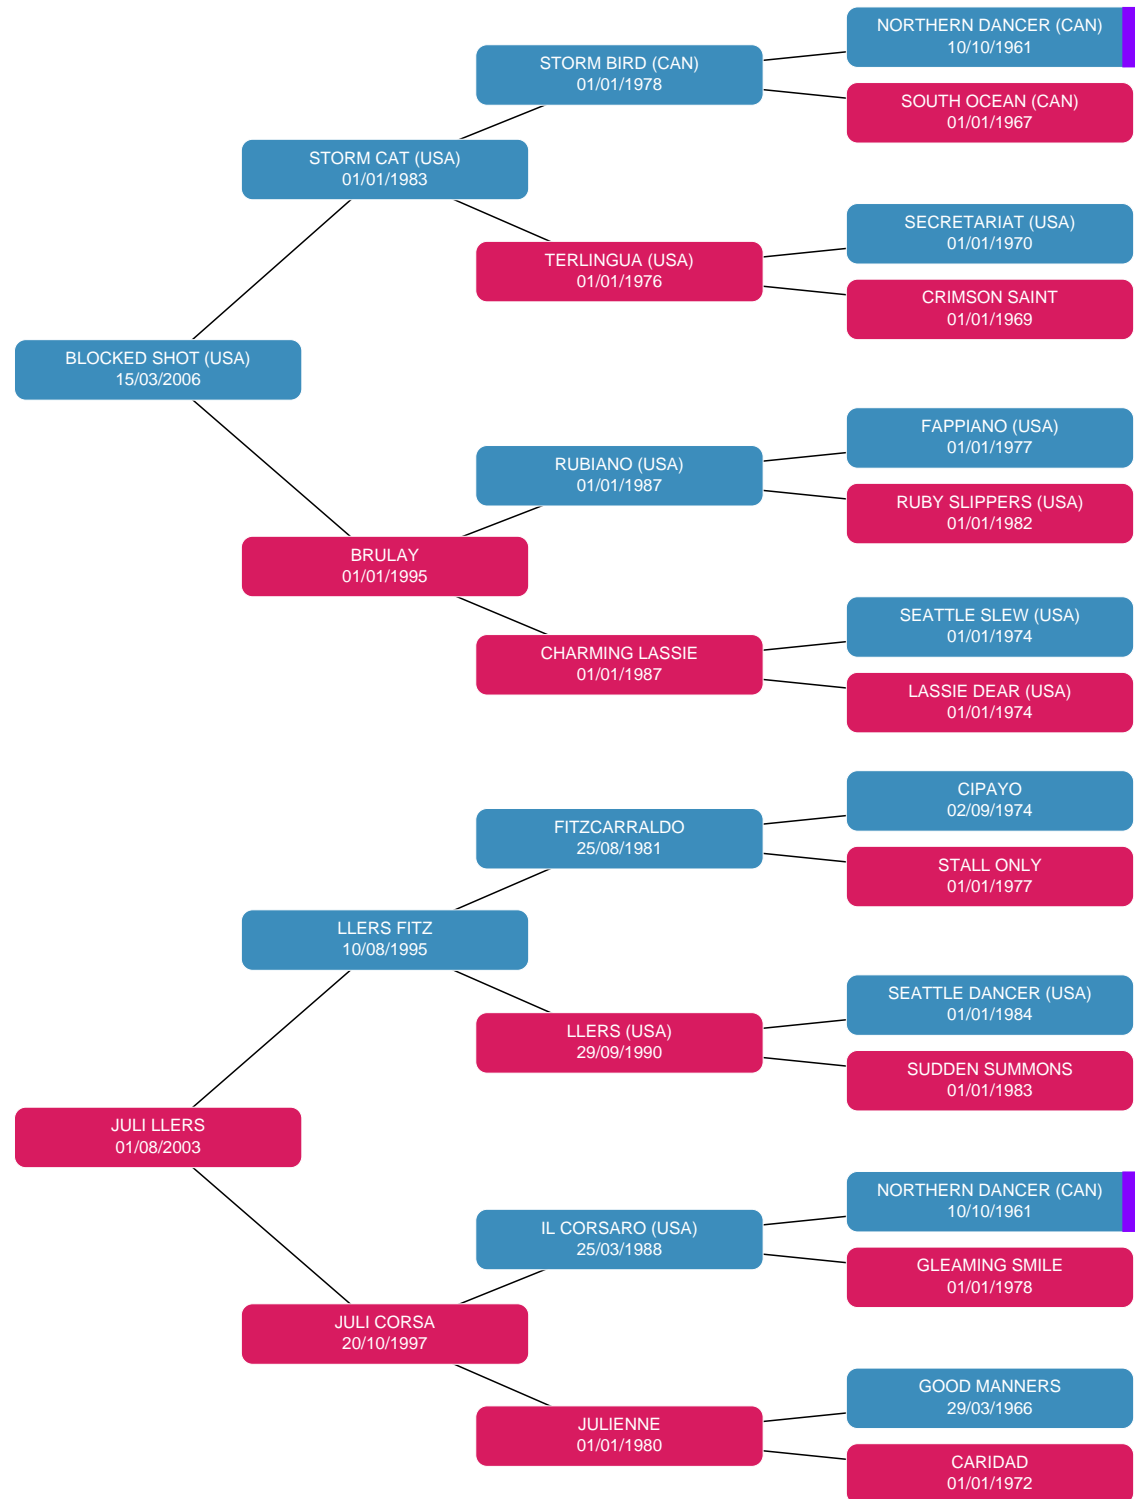 NORTHERN DANCER (CAN)
10/10/1961
STORM BIRD (CAN)
01/01/1978
SOUTH OCEAN (CAN)
01/01/1967
STORM CAT (USA)
01/01/1983
SECRETARIAT (USA)
01/01/1970
TERLINGUA (USA)
01/01/1976
CRIMSON SAINT
01/01/1969
BLOCKED SHOT (USA)
15/03/2006
FAPPIANO (USA)
01/01/1977
RUBIANO (USA)
01/01/1987
RUBY SLIPPERS (USA)
01/01/1982
BRULAY
01/01/1995
SEATTLE SLEW (USA)
01/01/1974
CHARMING LASSIE
01/01/1987
LASSIE DEAR (USA)
01/01/1974
CIPAYO
02/09/1974
FITZCARRALDO
25/08/1981
STALL ONLY
01/01/1977
LLERS FITZ
10/08/1995
SEATTLE DANCER (USA)
01/01/1984
LLERS (USA)
29/09/1990
SUDDEN SUMMONS
01/01/1983
JULI LLERS
01/08/2003
NORTHERN DANCER (CAN)
10/10/1961
IL CORSARO (USA)
25/03/1988
GLEAMING SMILE
01/01/1978
JULI CORSA
20/10/1997
GOOD MANNERS
29/03/1966
JULIENNE
01/01/1980
CARIDAD
01/01/1972